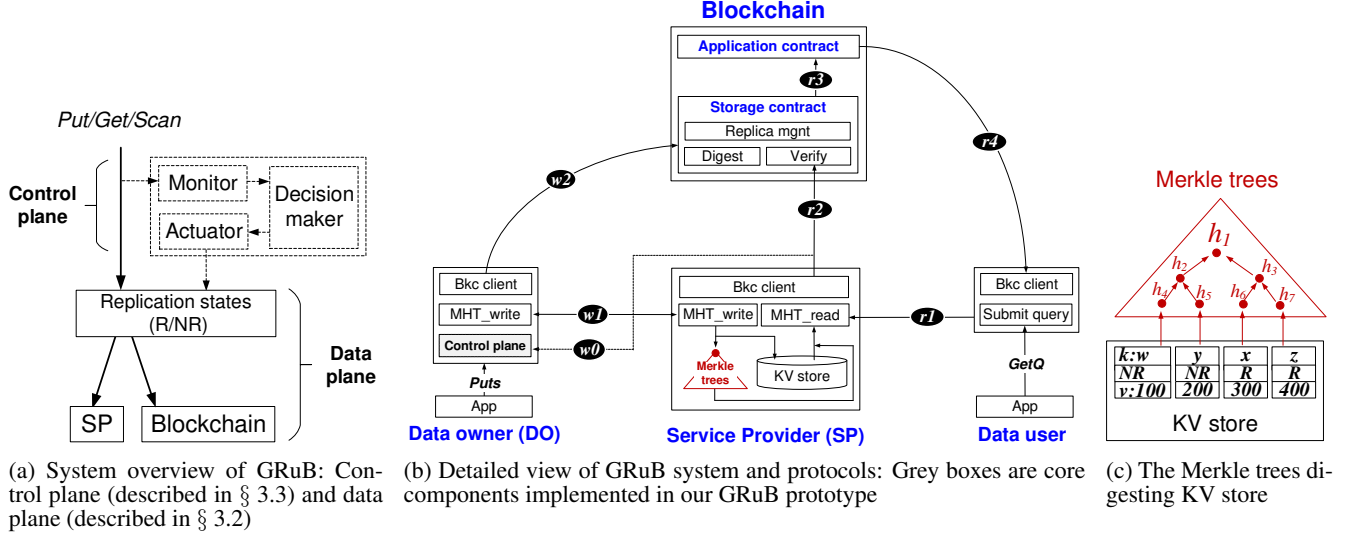 Put/Get/Scan
Control
plane
Monitor
Decision
maker
Actuator
Replication states
(R/NR)
Data
plane
SP
Blockchain
(a) System overview of GRuB: Con-
trol plane (described in § 3.3) and data
plane (described in § 3.2)
Blockchain
Application contract
r3
Storage contract
Replica mgnt
Digest
Verify
w2
r2
r4
Bkc client
MHT_write
Control plane
Puts
App
Data owner (DO)
w1
w0
Bkc client
MHT_write
MHT_read
Merkle
trees
KV store
Service Provider (SP)
r1
Bkc client
Submit query
GetQ
App
Data user
(b) Detailed view of GRuB system and protocols: Grey boxes are core
components implemented in our GRuB prototype
Merkle trees
h1
h2
h3
h4
h5
h6
h7
k:w y x z
NR NR R R
v:100 200 300 400
KV store
(c) The Merkle trees di-
gesting KV store